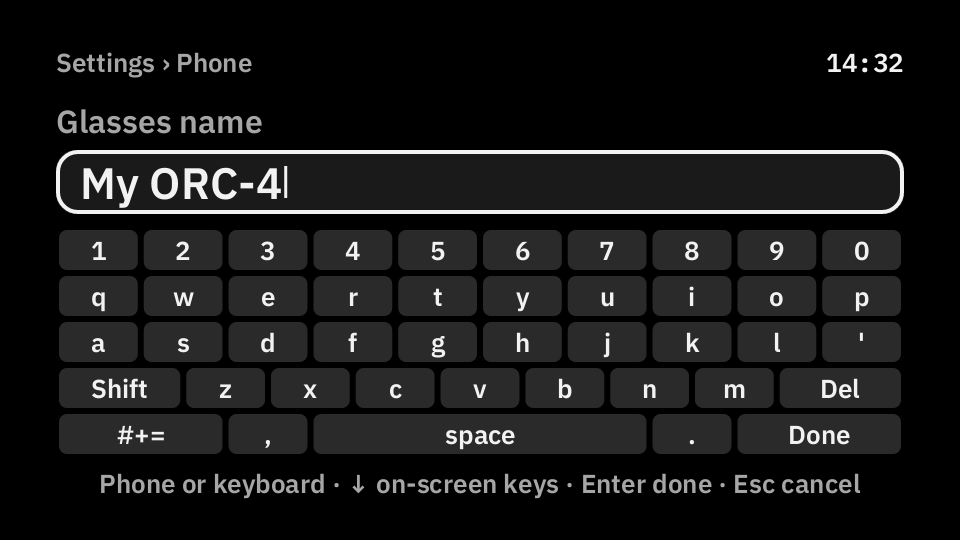 Settings › Phone 14:32
Glasses name
My ORC-4
1 2 3 4 5 6 7 8 9 0
q w e r t y u i o p
a s d f g h j k l '
Shift z x c v b n m Del
#+= , space . Done
Phone or keyboard · ↓ on-screen keys · Enter done · Esc cancel